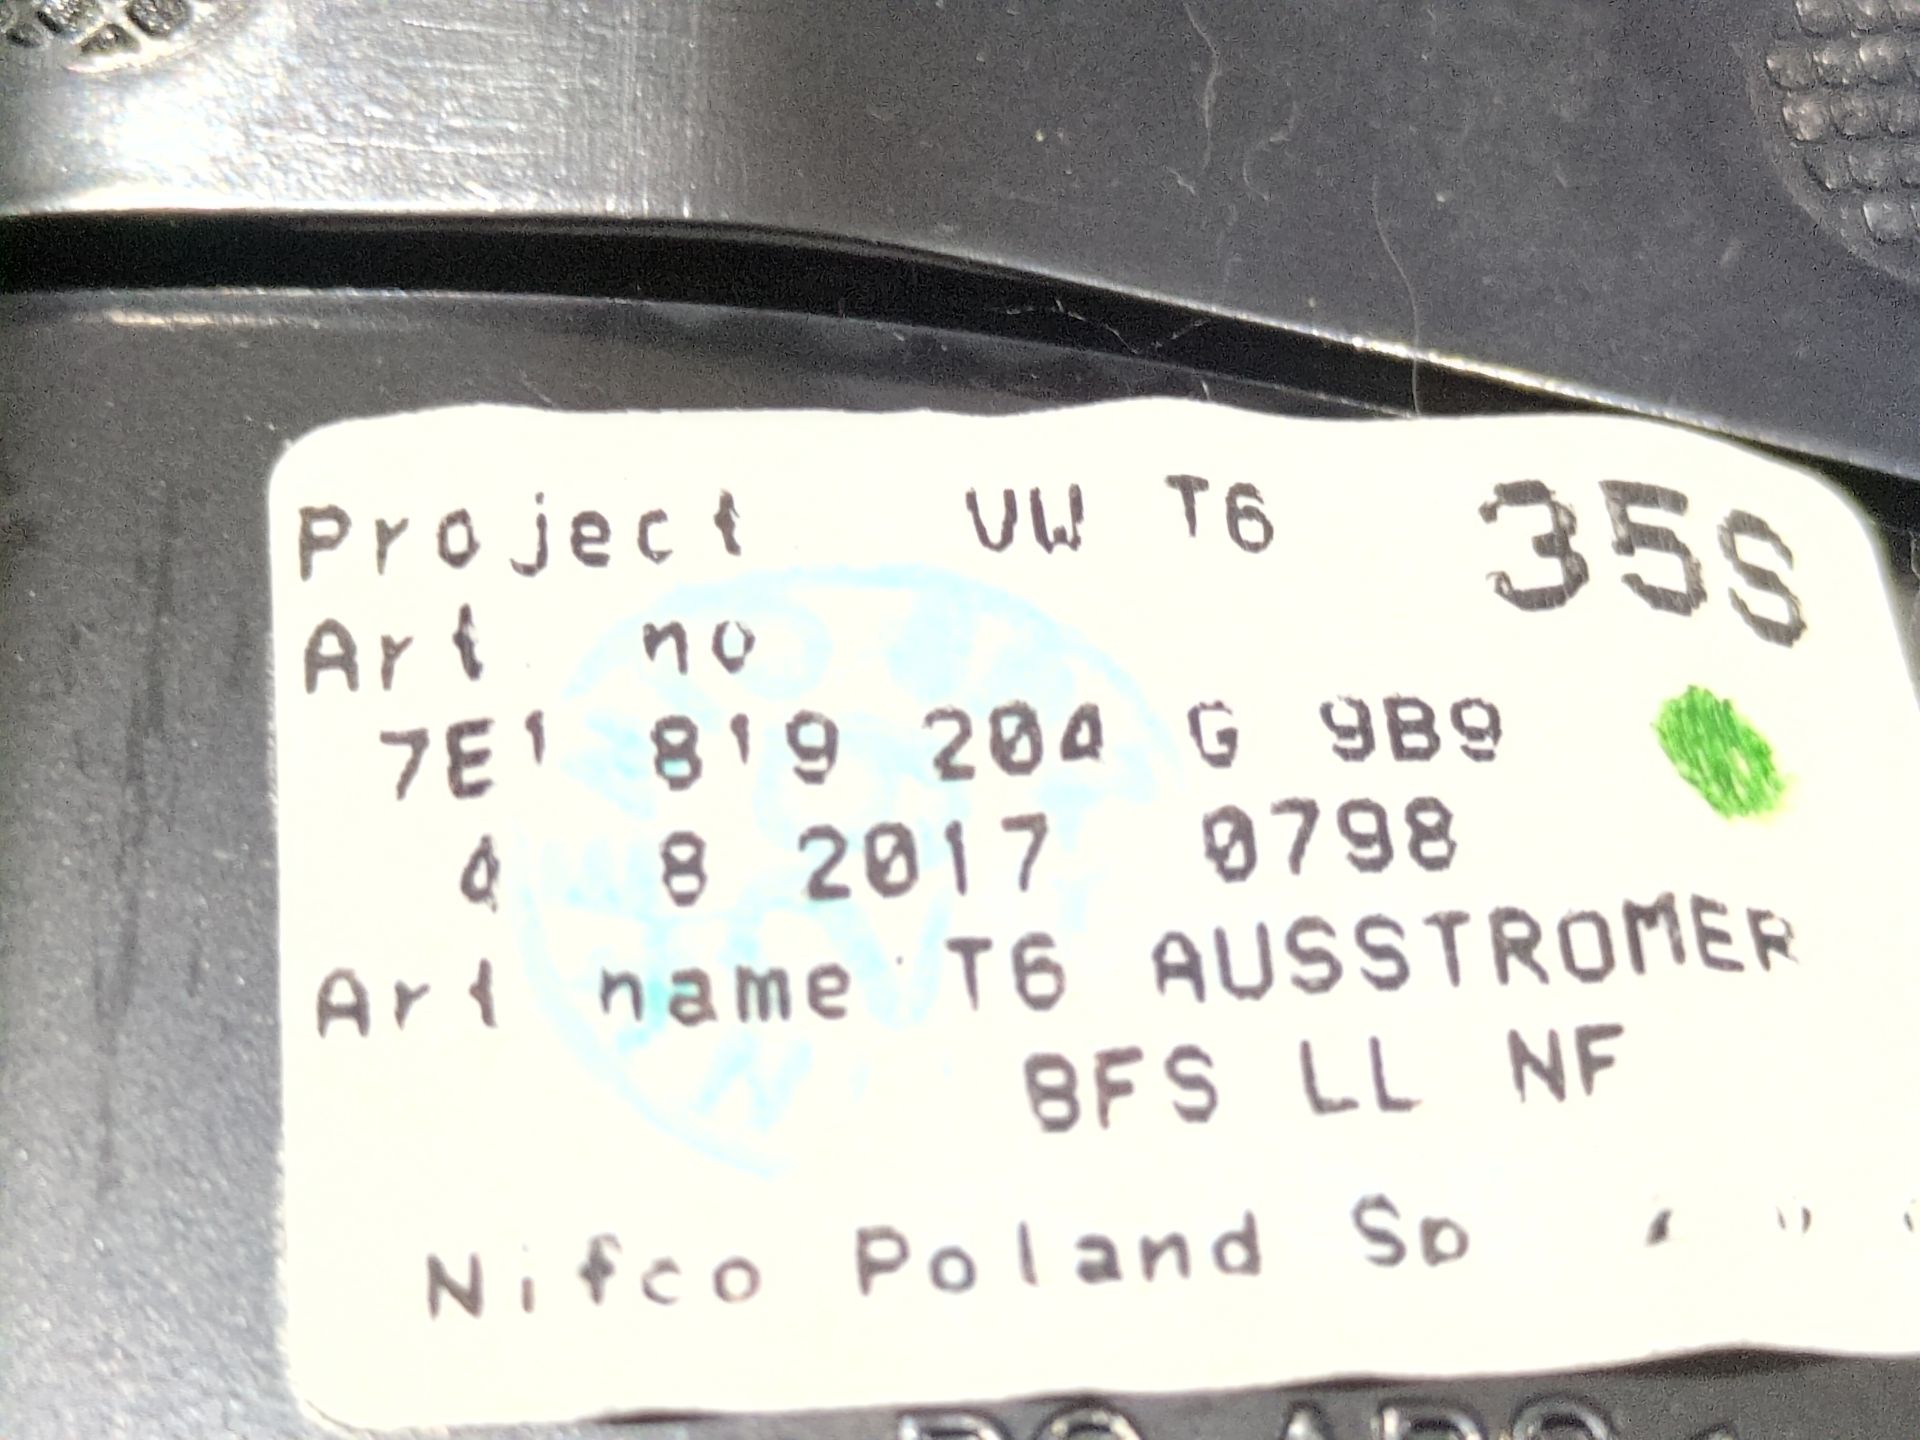 Project VW T6 35S
Art no
7E1 819 204 G 9B9
4 8 2017 0798
Art name T6 AUSSTROMER
BFS LL NF
Nifco Poland Sp